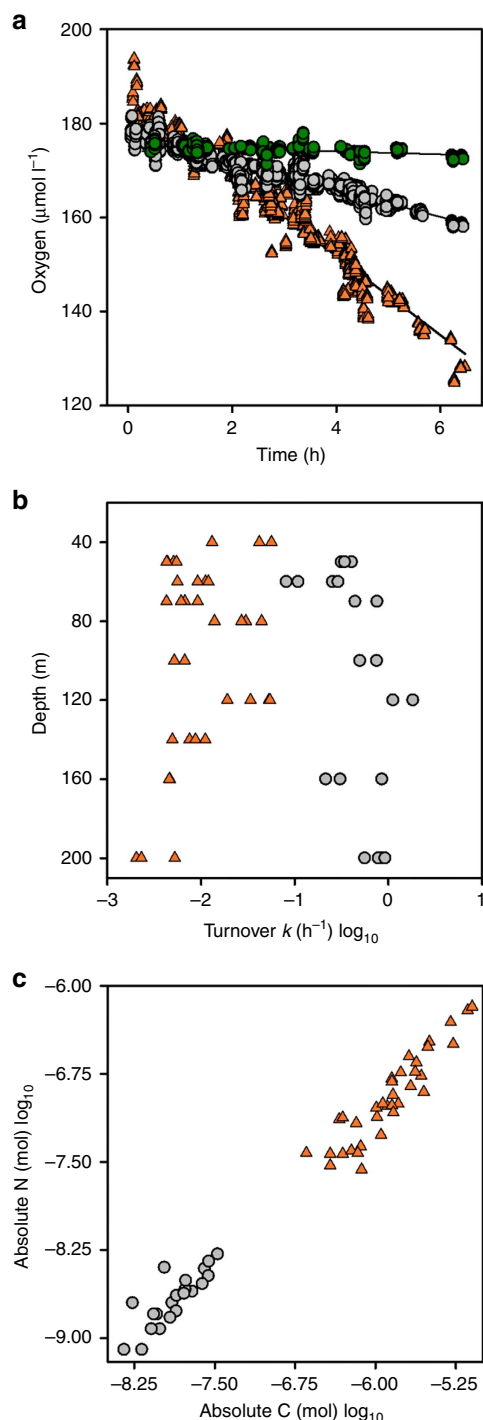 a
200
180
160
140
120
Oxygen (μmol l⁻¹)
0 2 4 6
Time (h)
b
40
80
120
160
200
Depth (m)
–3 –2 –1 0 1
Turnover k (h⁻¹) log₁₀
c
–6.00
–6.75
–7.50
–8.25
–9.00
Absolute N (mol) log₁₀
–8.25 –7.50 –6.75 –6.00 –5.25
Absolute C (mol) log₁₀